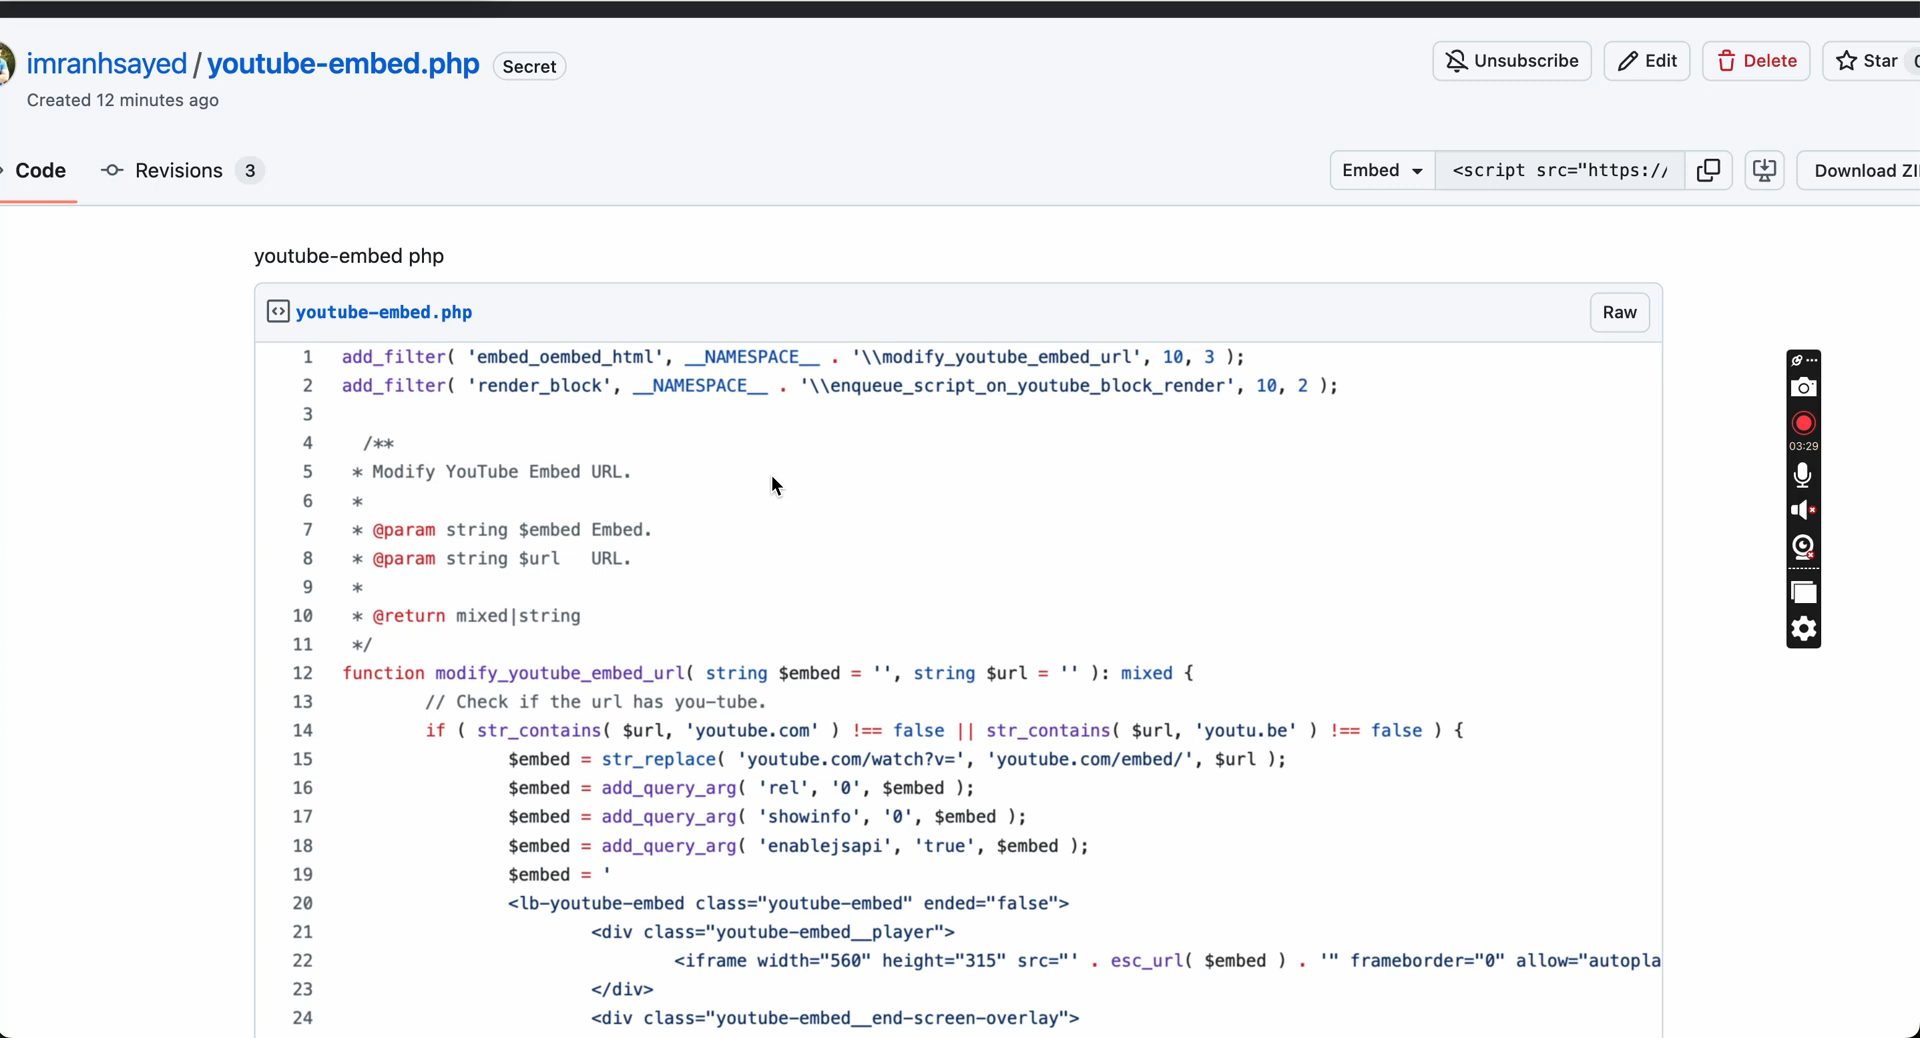 imranhsayed / youtube-embed.php Secret
Unsubscribe Edit Delete Star
Created 12 minutes ago
Code Revisions 3
Embed <script src="https:// Download
youtube-embed php
youtube-embed.php
Raw
1 add_filter( 'embed_oembed_html', __NAMESPACE__ . '\\modify_youtube_embed_url', 10, 3 );
2 add_filter( 'render_block', __NAMESPACE__ . '\\enqueue_script_on_youtube_block_render', 10, 2 );
3
4 /**
5 * Modify YouTube Embed URL.
6 *
7 * @param string $embed Embed.
8 * @param string $url   URL.
9 *
10 * @return mixed|string
11 */
12 function modify_youtube_embed_url( string $embed = '', string $url = '' ): mixed {
13 // Check if the url has you-tube.
14 if ( str_contains( $url, 'youtube.com' ) !== false || str_contains( $url, 'youtu.be' ) !== false ) {
15 $embed = str_replace( 'youtube.com/watch?v=', 'youtube.com/embed/', $url );
16 $embed = add_query_arg( 'rel', '0', $embed );
17 $embed = add_query_arg( 'showinfo', '0', $embed );
18 $embed = add_query_arg( 'enablejsapi', 'true', $embed );
19 $embed = '
20 <lb-youtube-embed class="youtube-embed" ended="false">
21 <div class="youtube-embed__player">
22 <iframe width="560" height="315" src="' . esc_url( $embed ) . '" frameborder="0" allow="autopla
23 </div>
24 <div class="youtube-embed__end-screen-overlay">
03:29